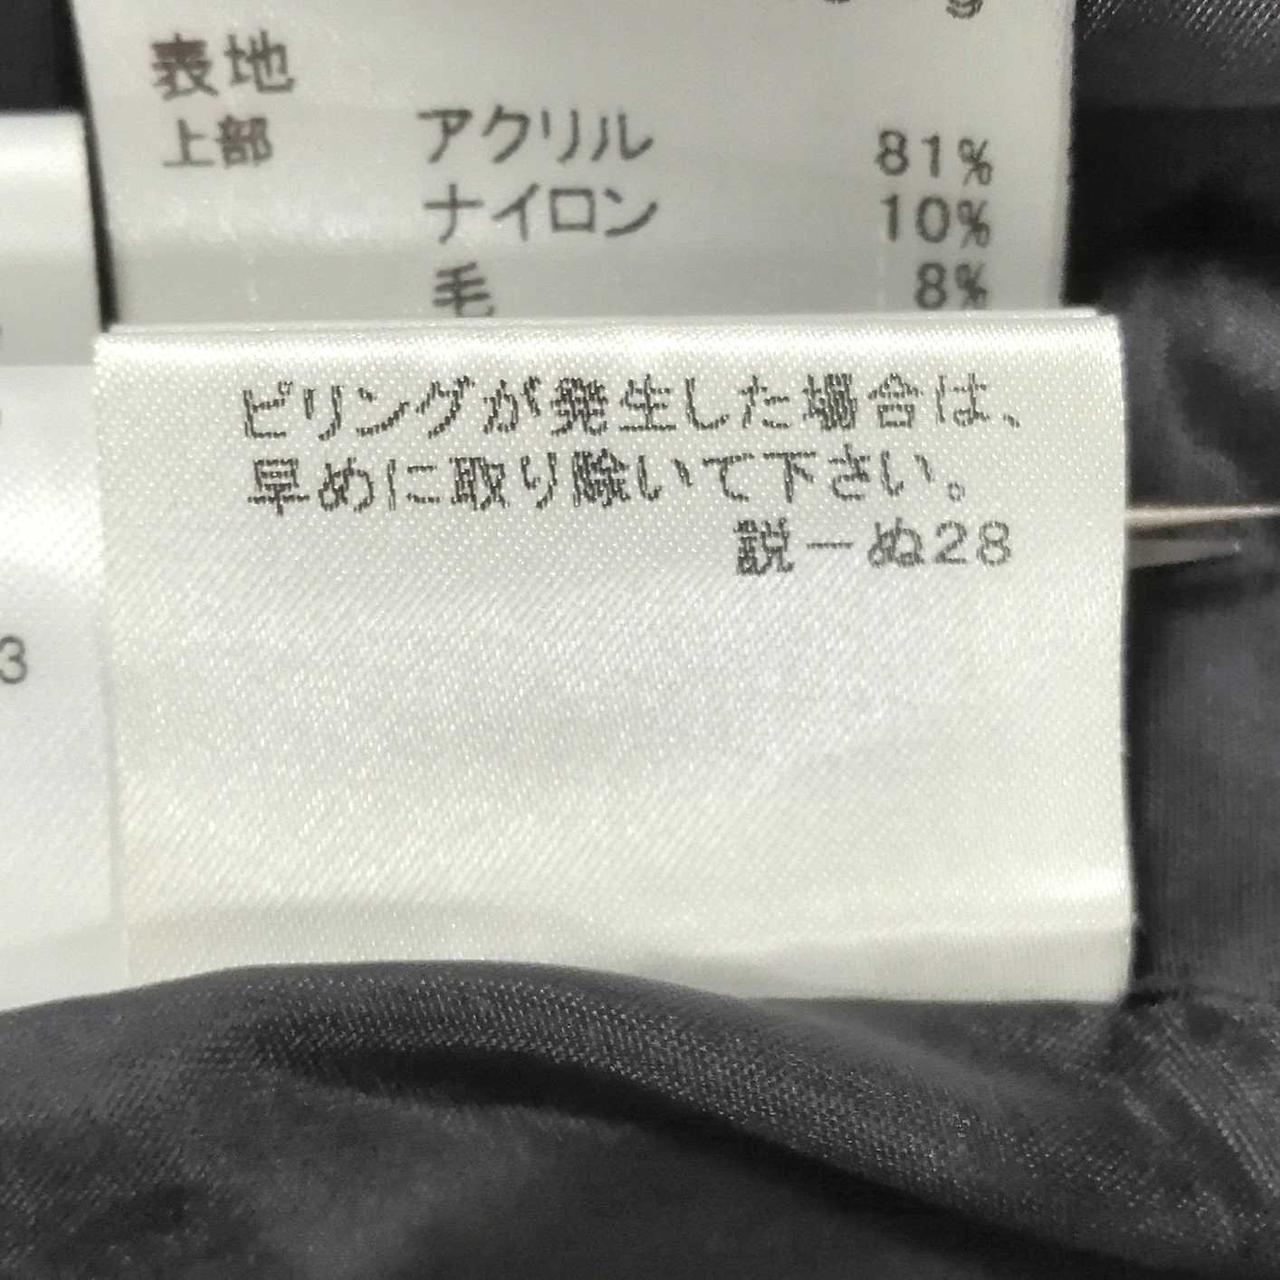 表地
上部 アクリル 81%
ナイロン 10%
毛 8%
ピリングが発生した場合は、
早めに取り除いて下さい。
説－ぬ28
3